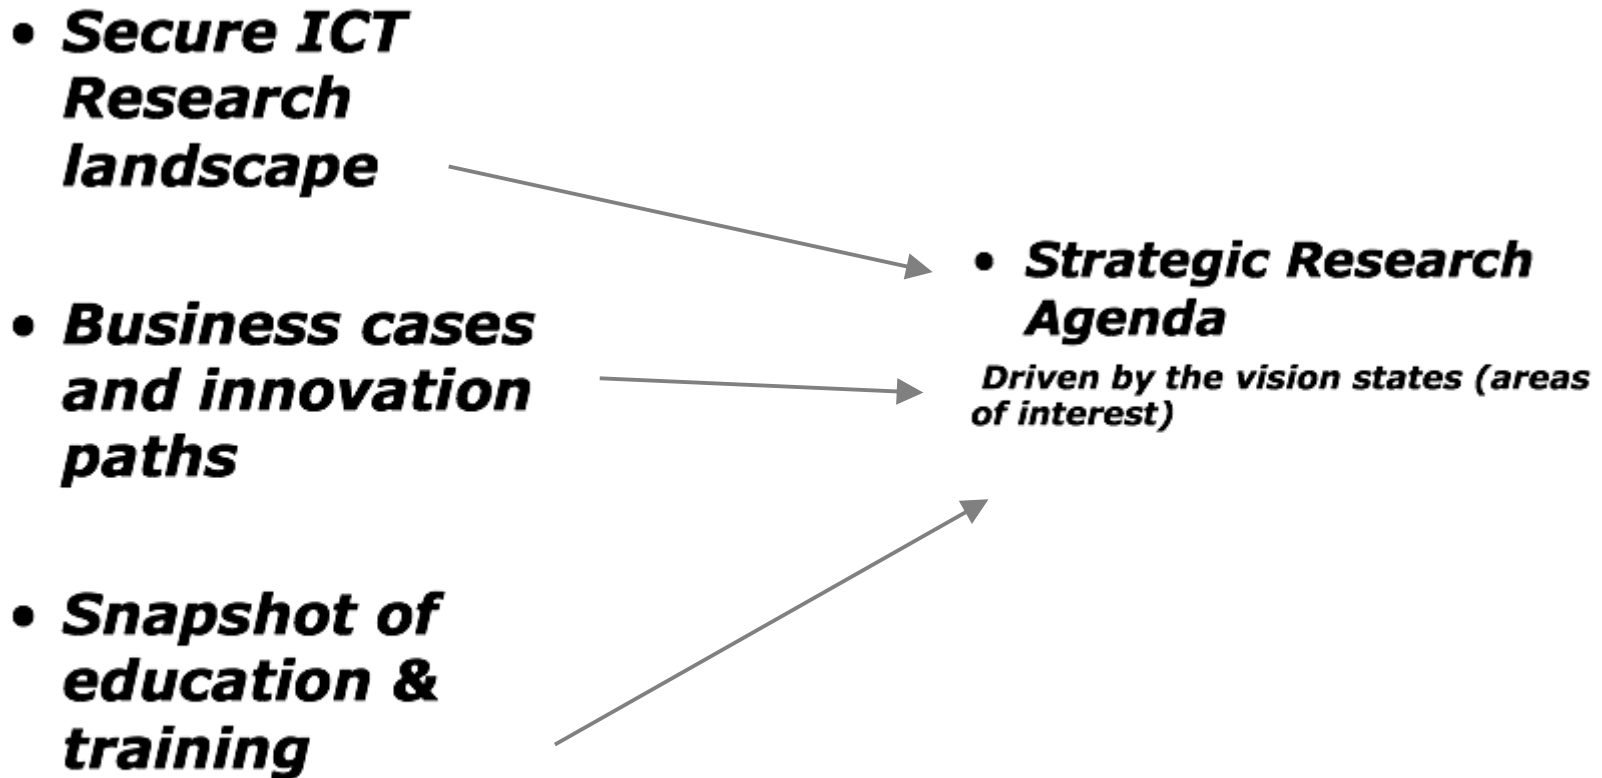 • Secure ICT
Research
landscape
• Business cases
and innovation
paths
• Snapshot of
education &
training
• Strategic Research
Agenda
Driven by the vision states (areas
of interest)